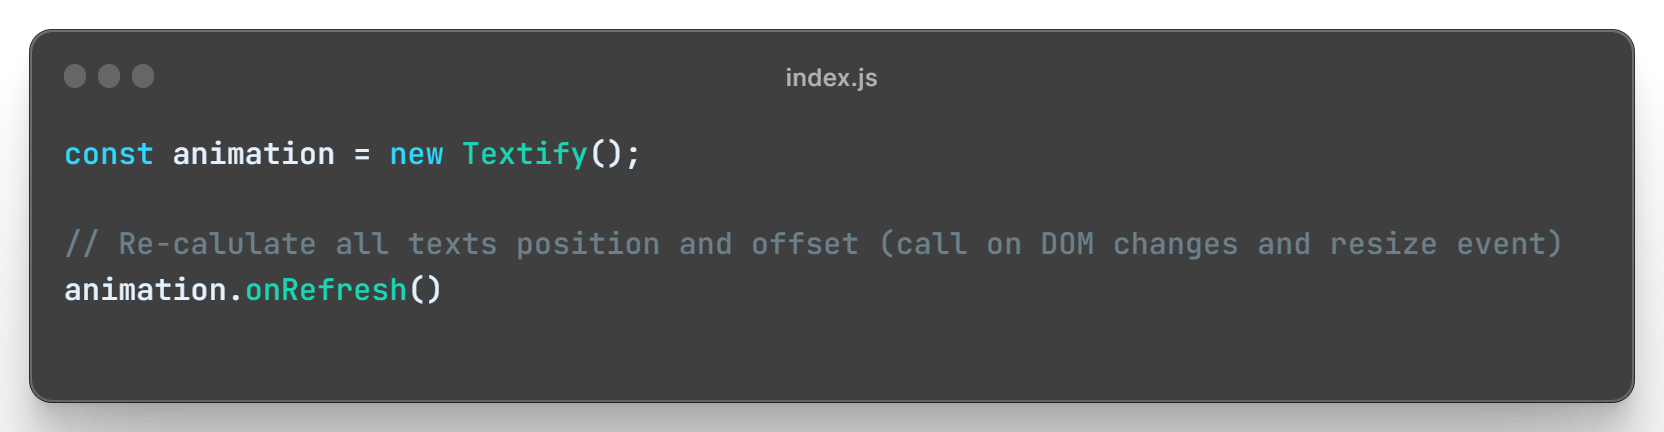 index.js
const animation = new Textify();
// Re-calulate all texts position and offset (call on DOM changes and resize event)
animation.onRefresh()